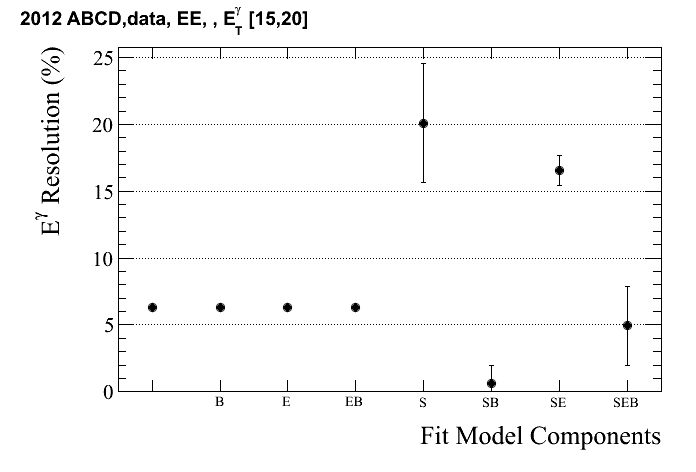 2012 ABCD,data, EE, , E_T^γ [15,20]
E^γ Resolution (%)
25
20
15
10
5
0
B E EB S SB SE SEB
Fit Model Components